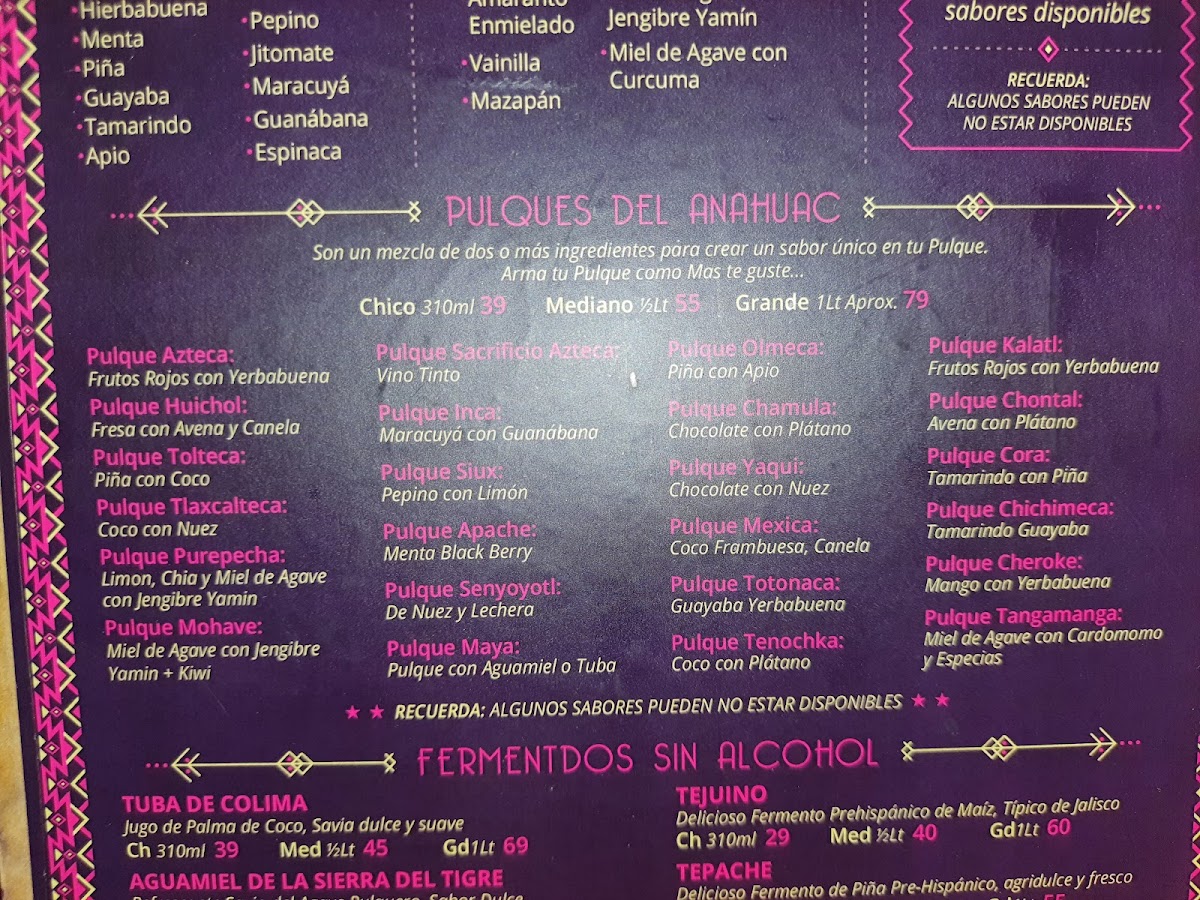 Hierbabuena
Menta
Piña
Guayaba
Tamarindo
Apio
Pepino
Jitomate
Maracuyá
Guanábana
Espinaca
Amaranto
Enmielado
Vainilla
Mazapán
Jengibre Yamín
Miel de Agave con
Curcuma
sabores disponibles
RECUERDA:
ALGUNOS SABORES PUEDEN
NO ESTAR DISPONIBLES
PULQUES DEL ANAHUAC
Son un mezcla de dos o más ingredientes para crear un sabor único en tu Pulque.
Arma tu Pulque como Mas te guste...
Chico 310ml 39 Mediano ½Lt 55 Grande 1Lt Aprox. 79
Pulque Azteca:
Frutos Rojos con Yerbabuena
Pulque Huichol:
Fresa con Avena y Canela
Pulque Tolteca:
Piña con Coco
Pulque Tlaxcalteca:
Coco con Nuez
Pulque Purepecha:
Limon, Chia y Miel de Agave
con Jengibre Yamin
Pulque Mohave:
Miel de Agave con Jengibre
Yamin + Kiwi
Pulque Sacrificio Azteca:
Vino Tinto
Pulque Inca:
Maracuyá con Guanábana
Pulque Siux:
Pepino con Limón
Pulque Apache:
Menta Black Berry
Pulque Senyoyotl:
De Nuez y Lechera
Pulque Maya:
Pulque con Aguamiel o Tuba
Pulque Olmeca:
Piña con Apio
Pulque Chamula:
Chocolate con Plátano
Pulque Yaqui:
Chocolate con Nuez
Pulque Mexica:
Coco Frambuesa, Canela
Pulque Totonaca:
Guayaba Yerbabuena
Pulque Tenochka:
Coco con Plátano
Pulque Kalatl:
Frutos Rojos con Yerbabuena
Pulque Chontal:
Avena con Plátano
Pulque Cora:
Tamarindo con Piña
Pulque Chichimeca:
Tamarindo Guayaba
Pulque Cheroke:
Mango con Yerbabuena
Pulque Tangamanga:
Miel de Agave con Cardomomo
y Especias
RECUERDA: ALGUNOS SABORES PUEDEN NO ESTAR DISPONIBLES
FERMENTDOS SIN ALCOHOL
TUBA DE COLIMA
Jugo de Palma de Coco, Savia dulce y suave
Ch 310ml 39 Med ½Lt 45 Gd1Lt 69
AGUAMIEL DE LA SIERRA DEL TIGRE
TEJUINO
Delicioso Fermento Prehispánico de Maíz, Típico de Jalisco
Ch 310ml 29 Med ½Lt 40 Gd1Lt 60
TEPACHE
Delicioso Fermento de Piña Pre-Hispánico, agridulce y fresco